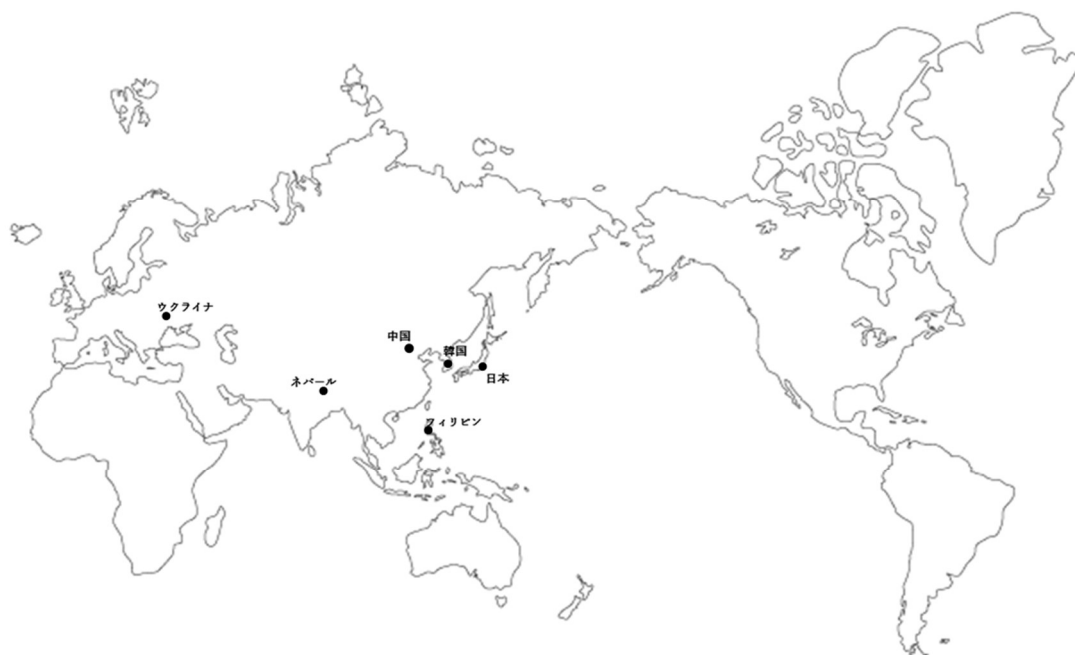 ウクライナ
中国
韓国
日本
ネパール
フィリピン